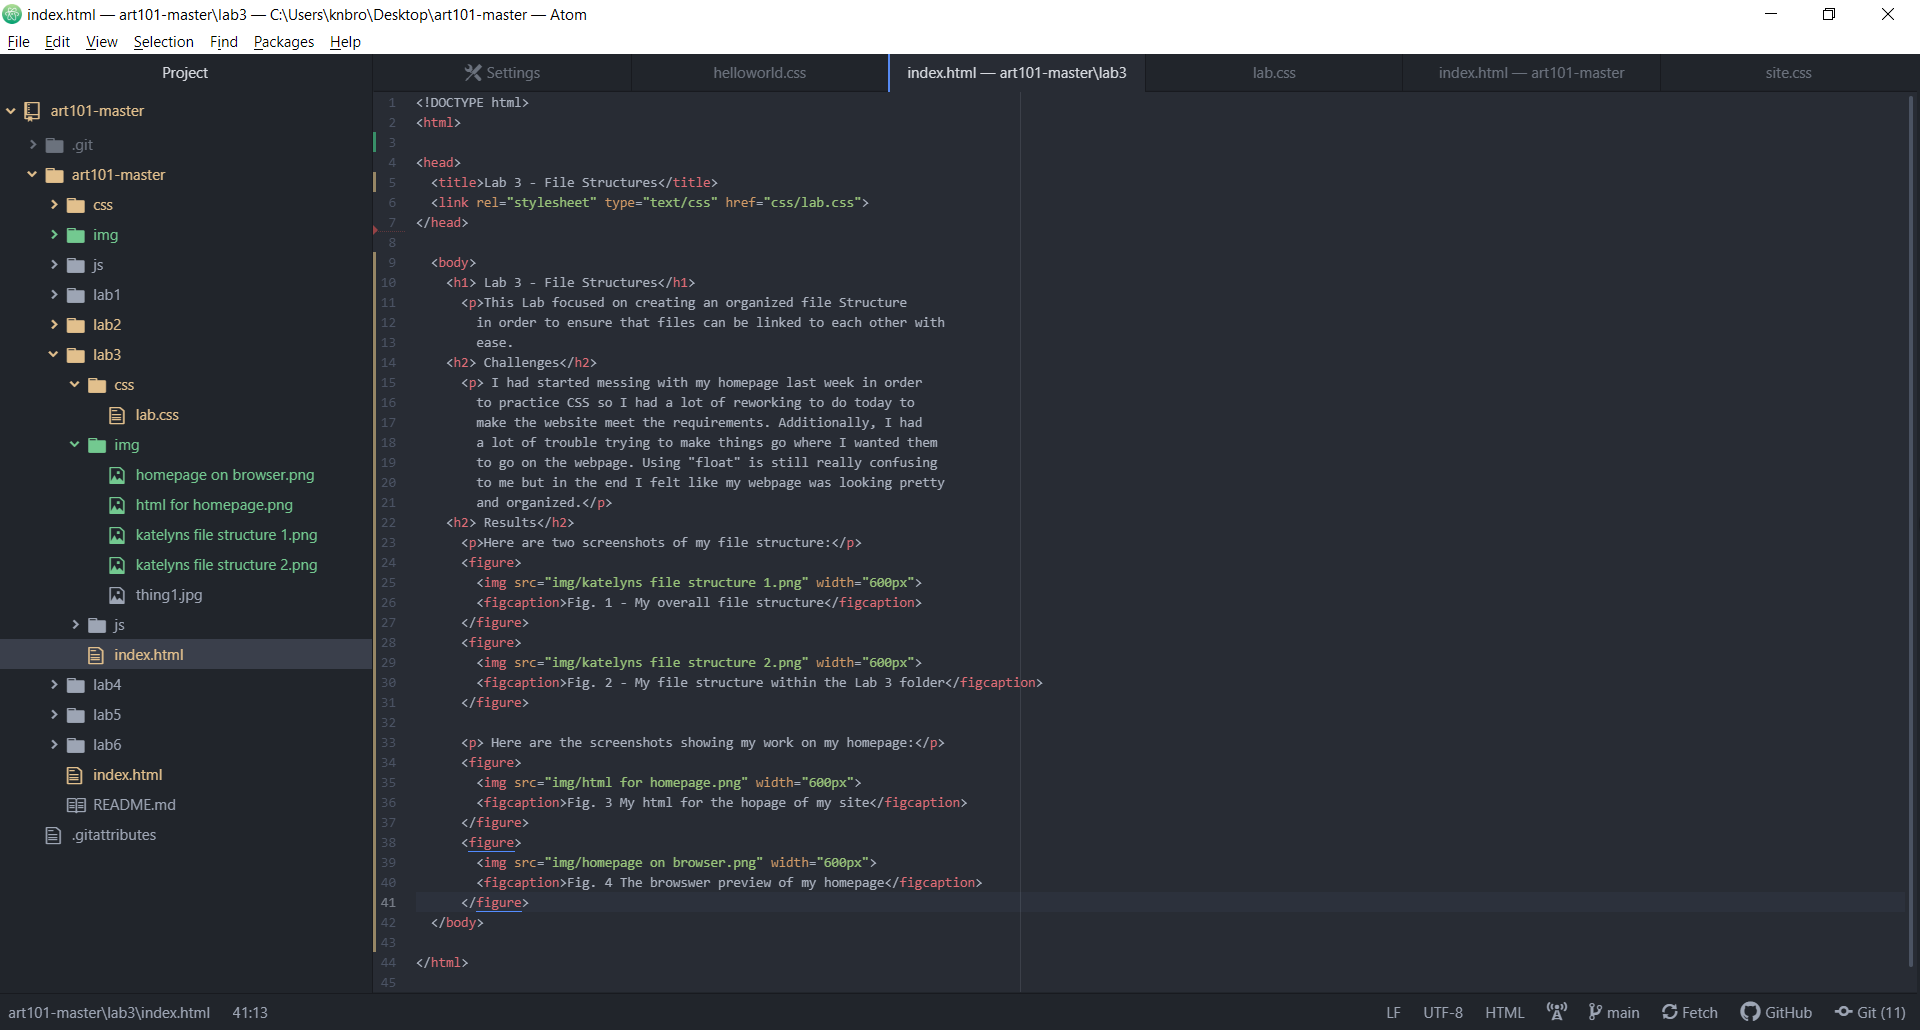 index.html — art101-master\lab3 — C:\Users\knbro\Desktop\art101-master — Atom
File Edit View Selection Find Packages Help
Project
art101-master
.git
art101-master
css
img
js
lab1
lab2
lab3
css
lab.css
img
homepage on browser.png
html for homepage.png
katelyns file structure 1.png
katelyns file structure 2.png
thing1.jpg
js
index.html
lab4
lab5
lab6
index.html
README.md
.gitattributes
Settings helloworld.css index.html — art101-master\lab3 lab.css index.html — art101-master site.css
1 <!DOCTYPE html>
2 <html>
3
4 <head>
5 <title>Lab 3 - File Structures</title>
6 <link rel="stylesheet" type="text/css" href="css/lab.css">
7 </head>
8
9 <body>
10 <h1> Lab 3 - File Structures</h1>
11 <p>This Lab focused on creating an organized file Structure
12 in order to ensure that files can be linked to each other with
13 ease.
14 <h2> Challenges</h2>
15 <p> I had started messing with my homepage last week in order
16 to practice CSS so I had a lot of reworking to do today to
17 make the website meet the requirements. Additionally, I had
18 a lot of trouble trying to make things go where I wanted them
19 to go on the webpage. Using "float" is still really confusing
20 to me but in the end I felt like my webpage was looking pretty
21 and organized.</p>
22 <h2> Results</h2>
23 <p>Here are two screenshots of my file structure:</p>
24 <figure>
25 <img src="img/katelyns file structure 1.png" width="600px">
26 <figcaption>Fig. 1 - My overall file structure</figcaption>
27 </figure>
28 <figure>
29 <img src="img/katelyns file structure 2.png" width="600px">
30 <figcaption>Fig. 2 - My file structure within the Lab 3 folder</figcaption>
31 </figure>
32
33 <p> Here are the screenshots showing my work on my homepage:</p>
34 <figure>
35 <img src="img/html for homepage.png" width="600px">
36 <figcaption>Fig. 3 My html for the hopage of my site</figcaption>
37 </figure>
38 <figure>
39 <img src="img/homepage on browser.png" width="600px">
40 <figcaption>Fig. 4 The browswer preview of my homepage</figcaption>
41 </figure>
42 </body>
43
44 </html>
45
art101-master\lab3\index.html 41:13 LF UTF-8 HTML main Fetch GitHub Git (11)